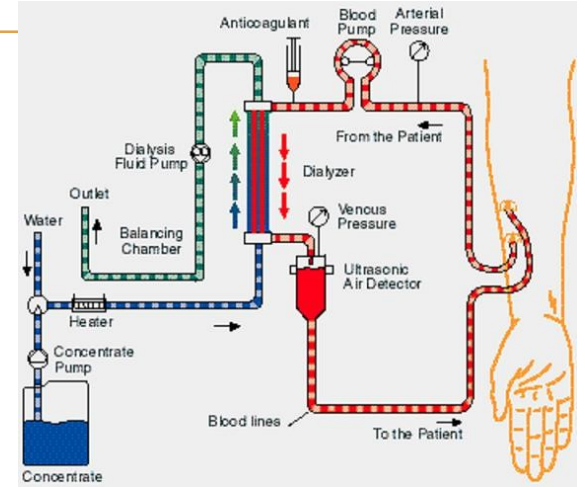 Anticoagulant
Blood
Pump
Arterial
Pressure
From the Patient
Dialysis
Fluid Pump
Dialyzer
Outlet
Water
Balancing
Chamber
Venous
Pressure
Ultrasonic
Air Detector
Heater
Concentrate
Pump
Blood lines
To the Patient
Concentrate